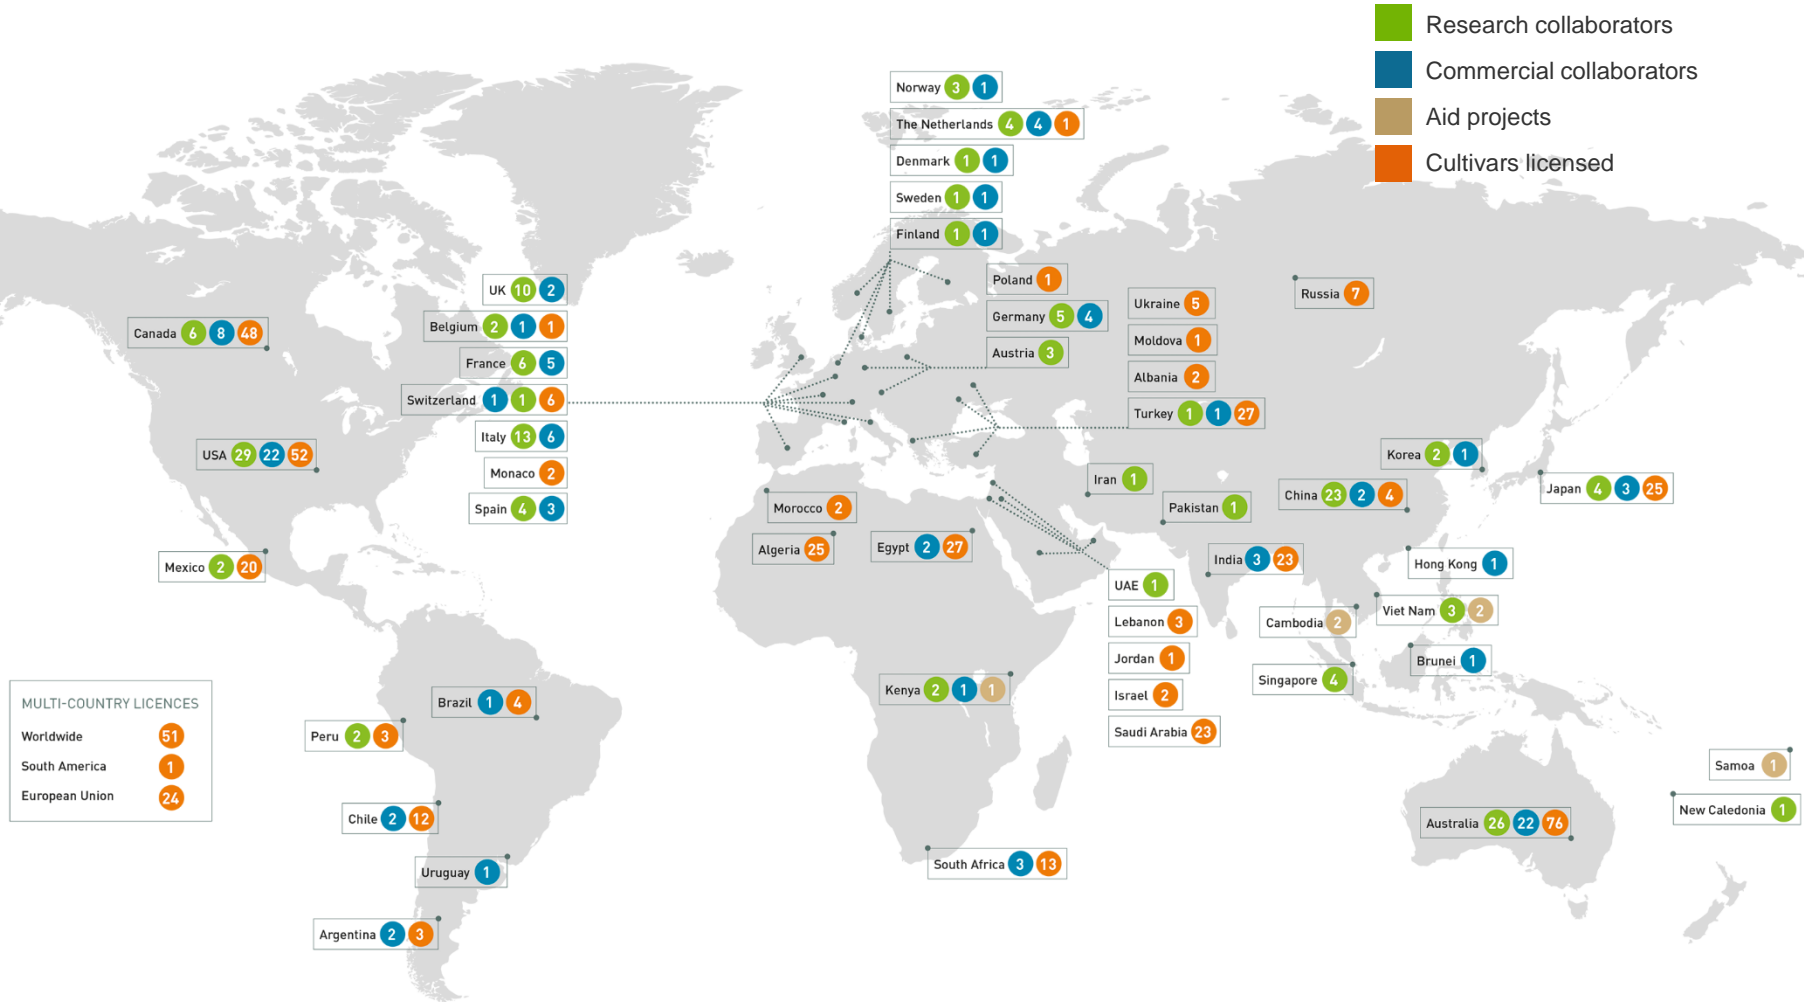 Research collaborators
Commercial collaborators
Aid projects
Cultivars licensed
Norway 3 1
The Netherlands 4 4 1
Denmark 1 1
Sweden 1 1
Finland 1 1
Poland 1
Germany 5 4
Austria 3
Ukraine 5
Moldova 1
Albania 2
Turkey 1 1 27
Russia 7
UK 10 2
Belgium 2 1 1
France 6 5
Switzerland 1 1 6
Italy 13 6
Monaco 2
Spain 4 3
Canada 6 8 48
USA 29 22 52
Mexico 2 20
Morocco 2
Algeria 25
Egypt 2 27
Iran 1
Pakistan 1
India 3 23
Korea 2 1
China 23 2 4
Japan 4 3 25
Hong Kong 1
Viet Nam 3 2
Cambodia 2
Brunei 1
Singapore 4
UAE 1
Lebanon 3
Jordan 1
Israel 2
Saudi Arabia 23
Kenya 2 1 1
South Africa 3 13
Brazil 1 4
Peru 2 3
Chile 2 12
Uruguay 1
Argentina 2 3
MULTI-COUNTRY LICENCES
Worldwide 51
South America 1
European Union 24
Samoa 1
New Caledonia 1
Australia 26 22 76